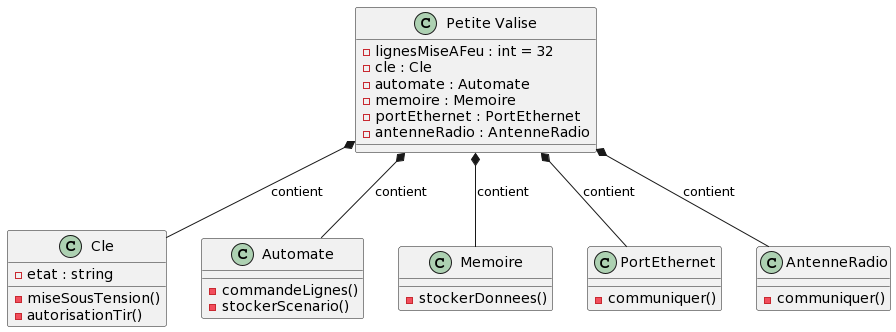 C Petite Valise
lignesMiseAFeu : int = 32
cle : Cle
automate : Automate
memoire : Memoire
portEthernet : PortEthernet
antenneRadio : AntenneRadio
contient contient contient contient contient
C Cle
etat : string
miseSousTension()
autorisationTir()
C Automate
commandeLignes()
stockerScenario()
C Memoire
stockerDonnees()
C PortEthernet
communiquer()
C AntenneRadio
communiquer()